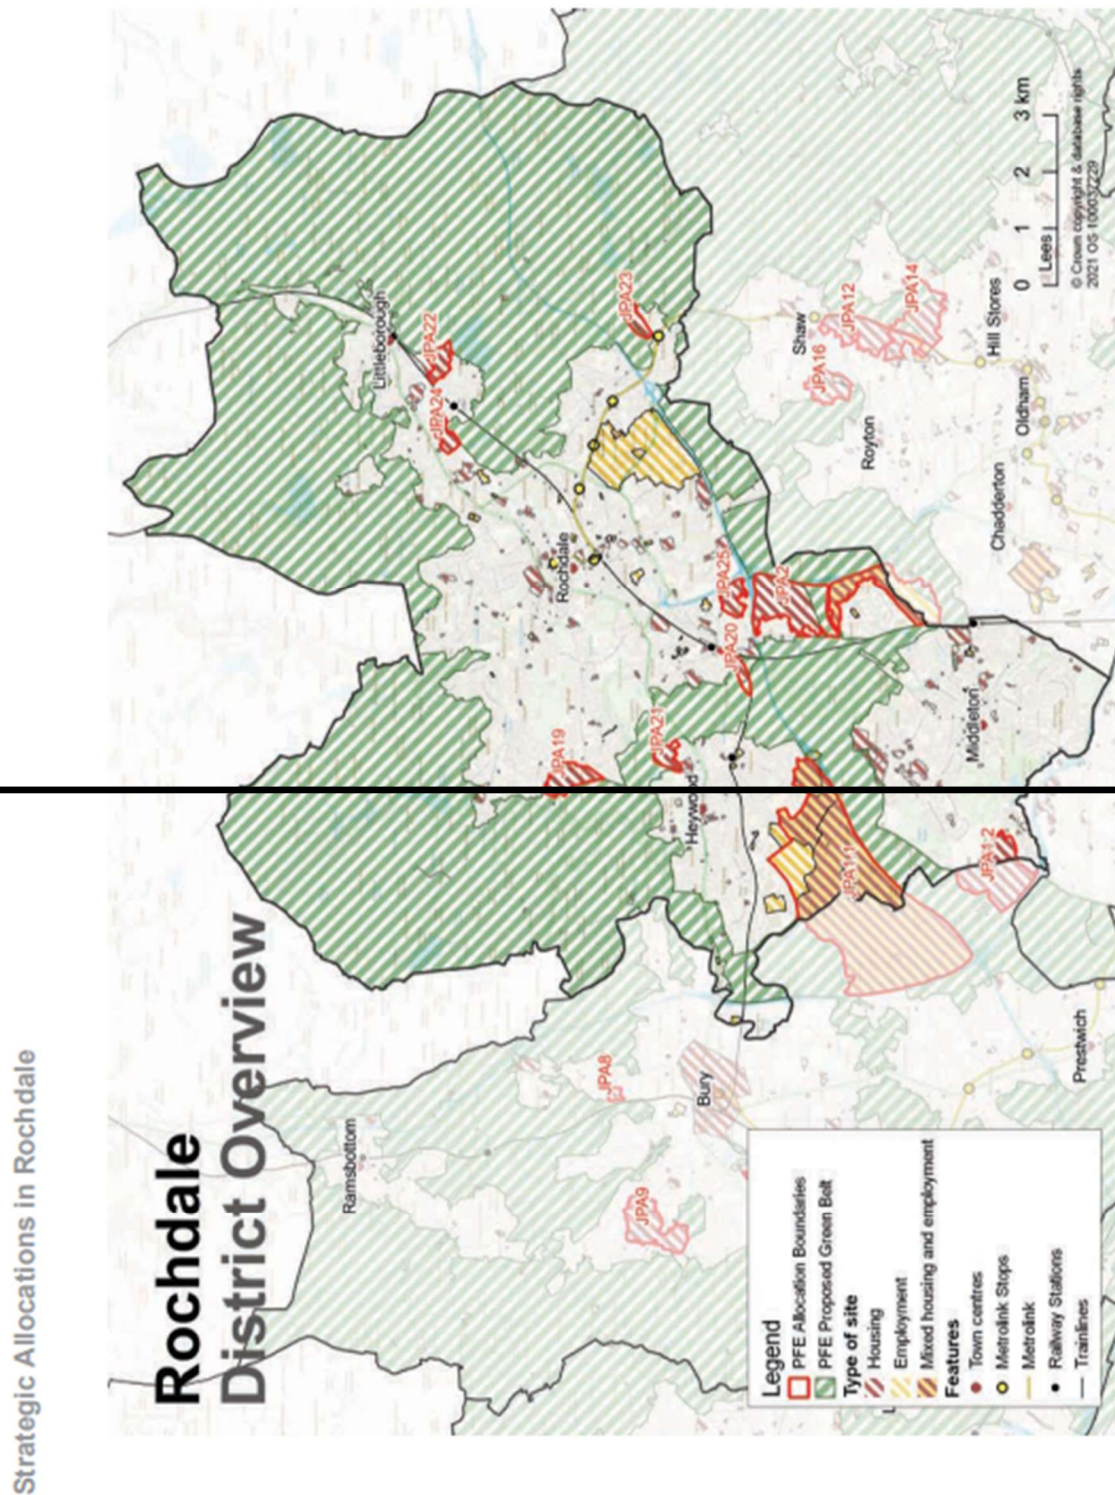 Strategic Allocations in Rochdale
Rochdale
District Overview
Ramsbottom
Littleborough
JPA22
JPA24
JPA23
Rochdale
JPA19
JPA21
JPA20
JPA25
JPA2
Heywood
JPA1.1
JPA1.2
Middleton
JPA8
Bury
JPA9
Prestwich
Shaw
JPA16
JPA12
JPA14
Royton
Hill Stores
Oldham
Chadderton
Lees
Legend
PFE Allocation Boundaries
PFE Proposed Green Belt
Type of site
Housing
Employment
Mixed housing and employment
Features
Town centres
Metrolink Stops
Metrolink
Railway Stations
Trainlines
0 1 2 3 km
© Crown copyright & database rights
2021 OS 100037229